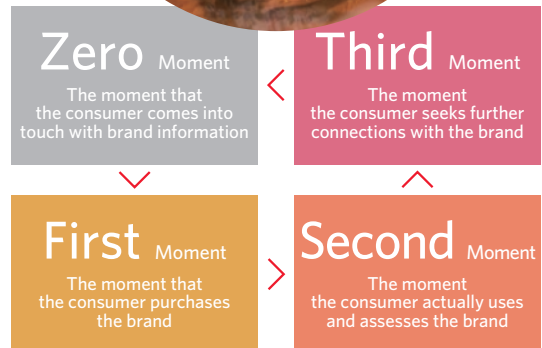 Zero Moment
The moment that
the consumer comes into
touch with brand information
Third Moment
The moment
the consumer seeks further
connections with the brand
First Moment
The moment that
the consumer purchases
the brand
Second Moment
The moment
the consumer actually uses
and assesses the brand